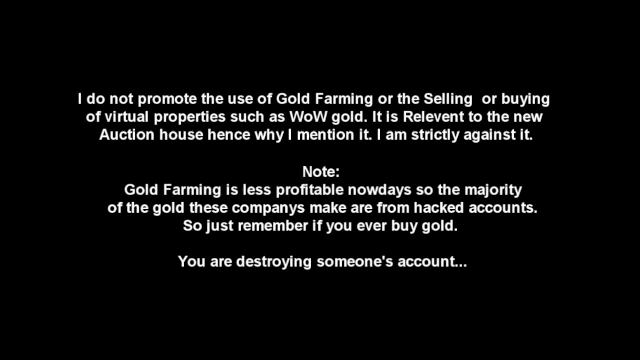 I do not promote the use of Gold Farming or the Selling  or buying
of virtual properties such as WoW gold. It is Relevent to the new
Auction house hence why I mention it. I am strictly against it.
Note:
Gold Farming is less profitable nowdays so the majority
of the gold these companys make are from hacked accounts.
So just remember if you ever buy gold.
You are destroying someone's account...